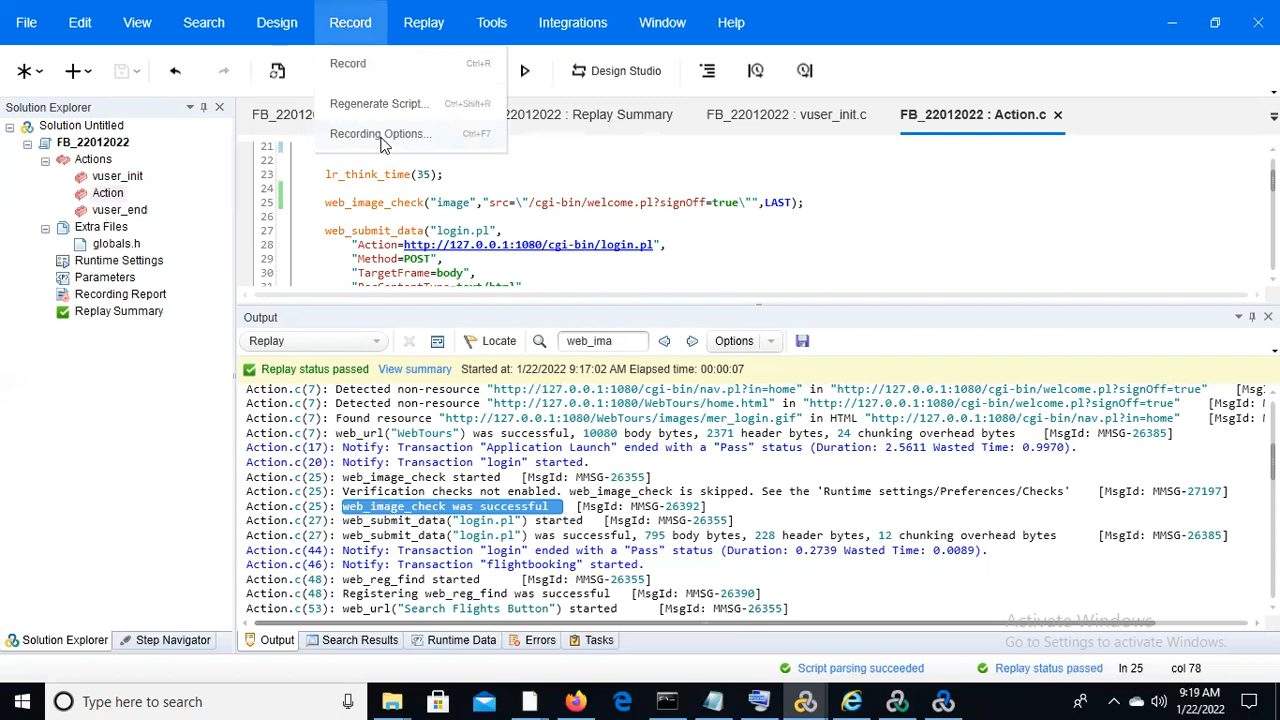 File Edit View Search Design Record Replay Tools Integrations Window Help
Record Ctrl+R
Design Studio
Regenerate Script... Ctrl+Shift+R
Recording Options... Ctrl+F7
Solution Explorer
Solution Untitled
FB_22012022
Actions
vuser_init
Action
vuser_end
Extra Files
globals.h
Runtime Settings
Parameters
Recording Report
Replay Summary
Solution Explorer Step Navigator
FB_22012 2022 : Replay Summary FB_22012022 : vuser_init.c FB_22012022 : Action.c
21
22
23 lr_think_time(35);
24
25 web_image_check("image","src=\"/cgi-bin/welcome.pl?signOff=true\"",LAST);
26
27 web_submit_data("login.pl",
28 "Action=http://127.0.0.1:1080/cgi-bin/login.pl",
29 "Method=POST",
30 "TargetFrame=body",
Output
Replay Locate web_ima Options
Replay status passed View summary Started at: 1/22/2022 9:17:02 AM Elapsed time: 00:00:07
Action.c(7): Detected non-resource "http://127.0.0.1:1080/cgi-bin/nav.pl?in=home" in "http://127.0.0.1:1080/cgi-bin/welcome.pl?signOff=true" [Msg
Action.c(7): Detected non-resource "http://127.0.0.1:1080/WebTours/home.html" in "http://127.0.0.1:1080/cgi-bin/welcome.pl?signOff=true" [MsgId:
Action.c(7): Found resource "http://127.0.0.1:1080/WebTours/images/mer_login.gif" in HTML "http://127.0.0.1:1080/cgi-bin/nav.pl?in=home" [MsgId:
Action.c(7): web_url("WebTours") was successful, 10080 body bytes, 2371 header bytes, 24 chunking overhead bytes [MsgId: MMSG-26385]
Action.c(17): Notify: Transaction "Application Launch" ended with a "Pass" status (Duration: 2.5611 Wasted Time: 0.9970).
Action.c(20): Notify: Transaction "login" started.
Action.c(25): web_image_check started [MsgId: MMSG-26355]
Action.c(25): Verification checks not enabled. web_image_check is skipped. See the 'Runtime settings/Preferences/Checks' [MsgId: MMSG-27197]
Action.c(25): web_image_check was successful [MsgId: MMSG-26392]
Action.c(27): web_submit_data("login.pl") started [MsgId: MMSG-26355]
Action.c(27): web_submit_data("login.pl") was successful, 795 body bytes, 228 header bytes, 12 chunking overhead bytes [MsgId: MMSG-26385]
Action.c(44): Notify: Transaction "login" ended with a "Pass" status (Duration: 0.2739 Wasted Time: 0.0089).
Action.c(46): Notify: Transaction "flightbooking" started.
Action.c(48): web_reg_find started [MsgId: MMSG-26355]
Action.c(48): Registering web_reg_find was successful [MsgId: MMSG-26390]
Action.c(53): web_url("Search Flights Button") started [MsgId: MMSG-26355]
Output Search Results Runtime Data Errors Tasks
Activate Windows
Go to Settings to activate Windows.
Script parsing succeeded Replay status passed ln 25 col 78
Type here to search
9:19 AM
1/22/2022